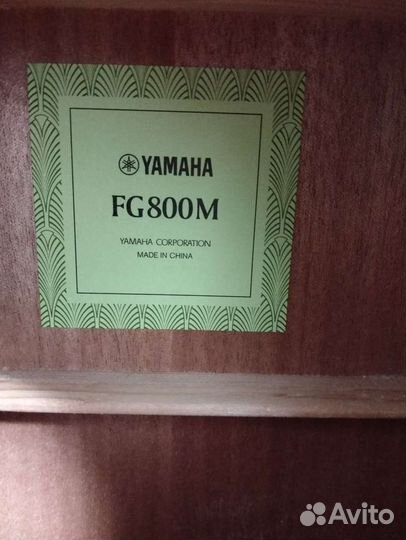 YAMAHA
FG800M
YAMAHA CORPORATION
MADE IN CHINA
Avito